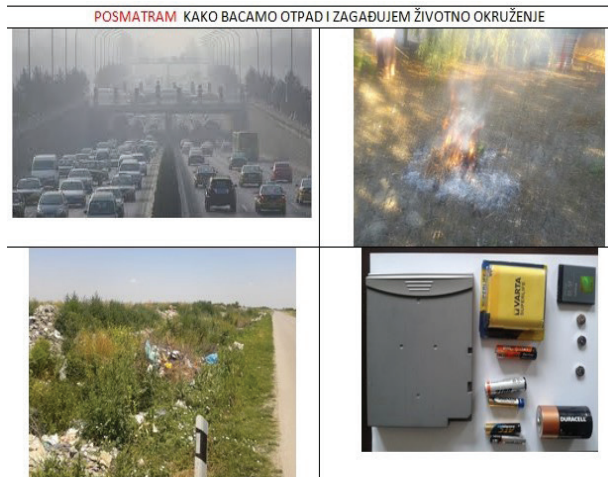 POSMATRAM KAKO BACAMO OTPAD I ZAGAĐUJEM ŽIVOTNO OKRUŽENJE
VARTA
DURACELL